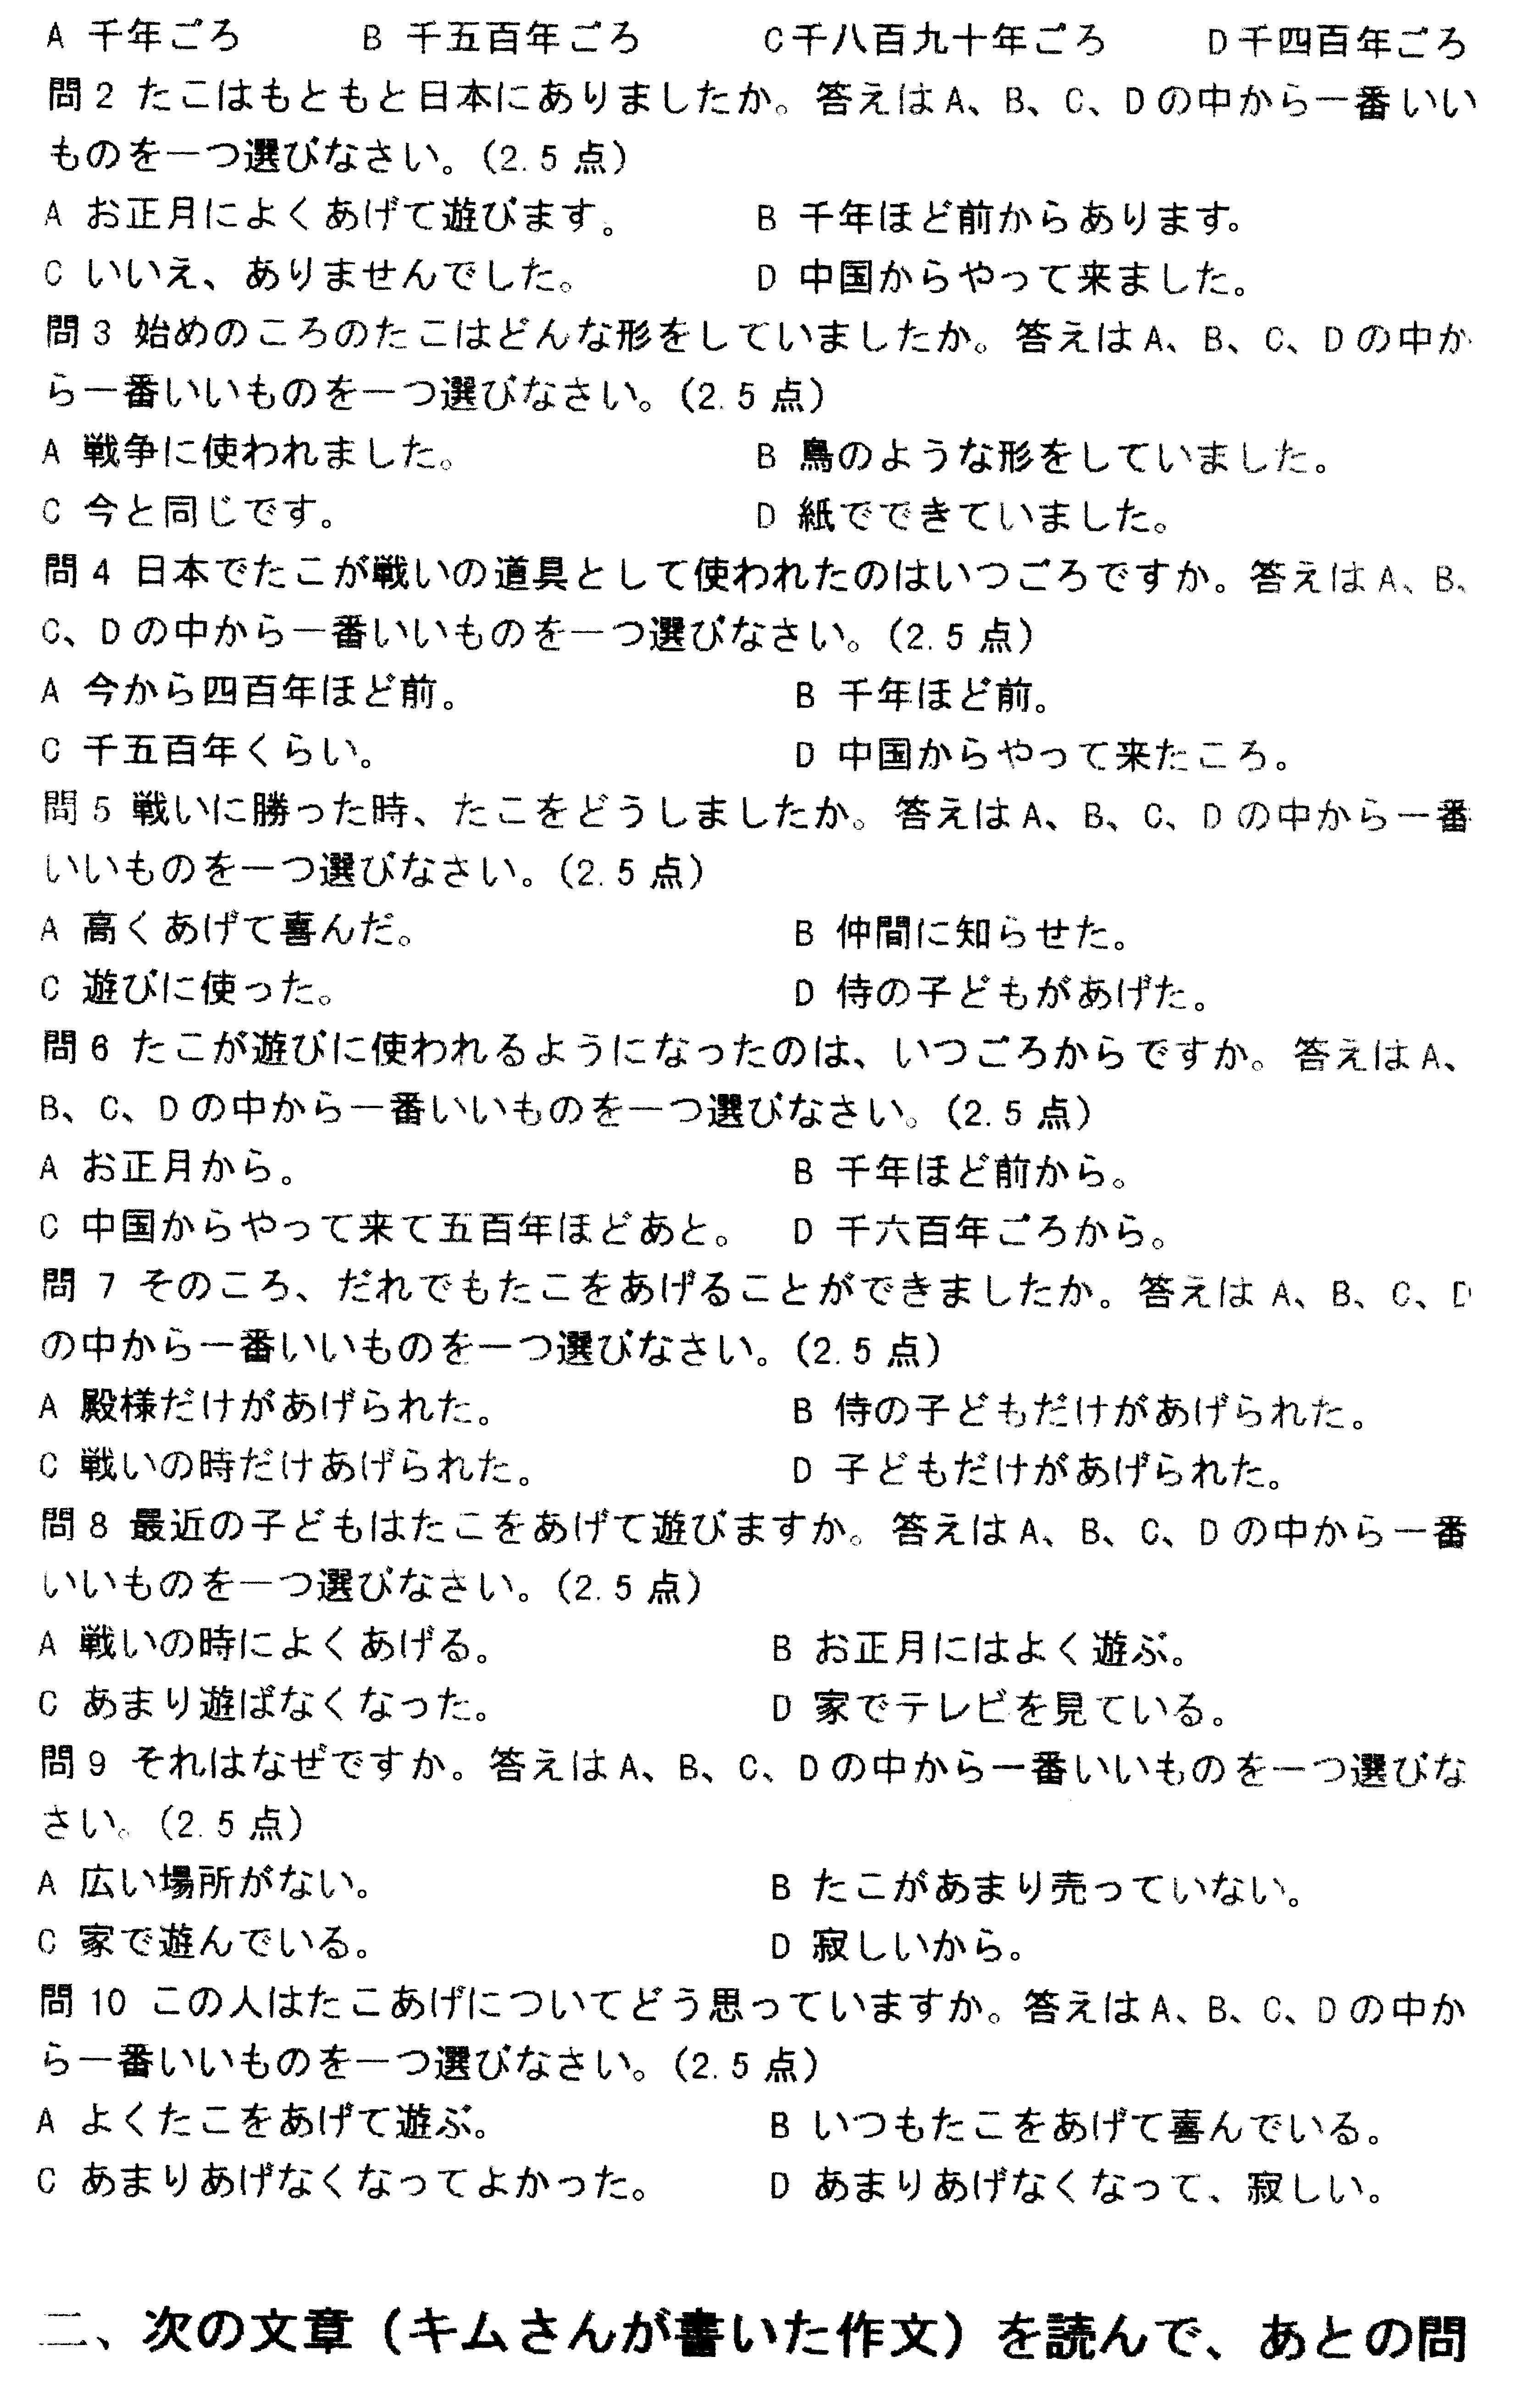 A 千年ごろ B 千五百年ごろ C千八百九十年ごろ D千四百年ごろ
問2 たこはもともと日本にありましたか。答えはA、B、C、Dの中から一番いい
ものを一つ選びなさい。(2.5点)
A お正月によくあげて遊びます。 B 千年ほど前からあります。
C いいえ、ありませんでした。 D 中国からやって来ました。
問3 始めのころのたこはどんな形をしていましたか。答えはA、B、C、Dの中か
ら一番いいものを一つ選びなさい。(2.5点)
A 戦争に使われました。 B 鳥のような形をしていました。
C 今と同じです。 D 紙でできていました。
問4 日本でたこが戦いの道具として使われたのはいつごろですか。答えはA、B、
C、Dの中から一番いいものを一つ選びなさい。(2.5点)
A 今から四百年ほど前。 B 千年ほど前。
C 千五百年くらい。 D 中国からやって来たころ。
問5 戦いに勝った時、たこをどうしましたか。答えはA、B、C、Dの中から一番
いいものを一つ選びなさい。(2.5点)
A 高くあげて喜んだ。 B 仲間に知らせた。
C 遊びに使った。 D 侍の子どもがあげた。
問6 たこが遊びに使われるようになったのは、いつごろからですか。答えはA、
B、C、Dの中から一番いいものを一つ選びなさい。(2.5点)
A お正月から。 B 千年ほど前から。
C 中国からやって来て五百年ほどあと。 D 千六百年ごろから。
問 7 そのころ、だれでもたこをあげることができましたか。答えは A、B、C、D
の中から一番いいものを一つ選びなさい。(2.5点)
A 殿様だけがあげられた。 B 侍の子どもだけがあげられた。
C 戦いの時だけあげられた。 D 子どもだけがあげられた。
問8 最近の子どもはたこをあげて遊びますか。答えはA、B、C、Dの中から一番
いいものを一つ選びなさい。(2.5点)
A 戦いの時によくあげる。 B お正月にはよく遊ぶ。
C あまり遊ばなくなった。 D 家でテレビを見ている。
問9 それはなぜですか。答えはA、B、C、Dの中から一番いいものを一つ選びな
さい。(2.5点)
A 広い場所がない。 B たこがあまり売っていない。
C 家で遊んでいる。 D 寂しいから。
問10 この人はたこあげについてどう思っていますか。答えはA、B、C、Dの中か
ら一番いいものを一つ選びなさい。(2.5点)
A よくたこをあげて遊ぶ。 B いつもたこをあげて喜んでいる。
C あまりあげなくなってよかった。 D あまりあげなくなって、寂しい。
二、次の文章(キムさんが書いた作文)を読んで、あとの問